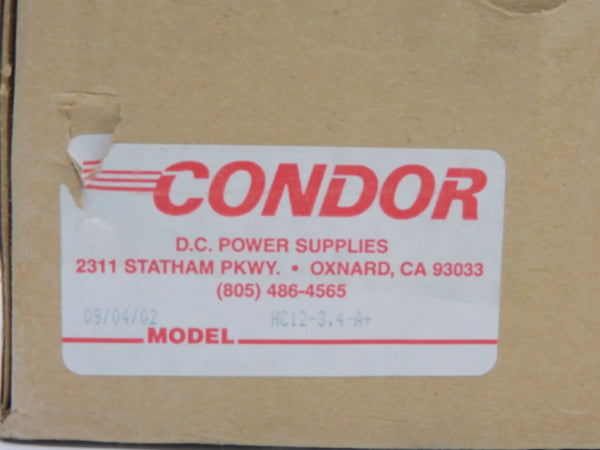 CONDOR
D.C. POWER SUPPLIES
2311 STATHAM PKWY. • OXNARD, CA 93033
(805) 486-4565
09/04/02 HC12-3.4-A+
MODEL